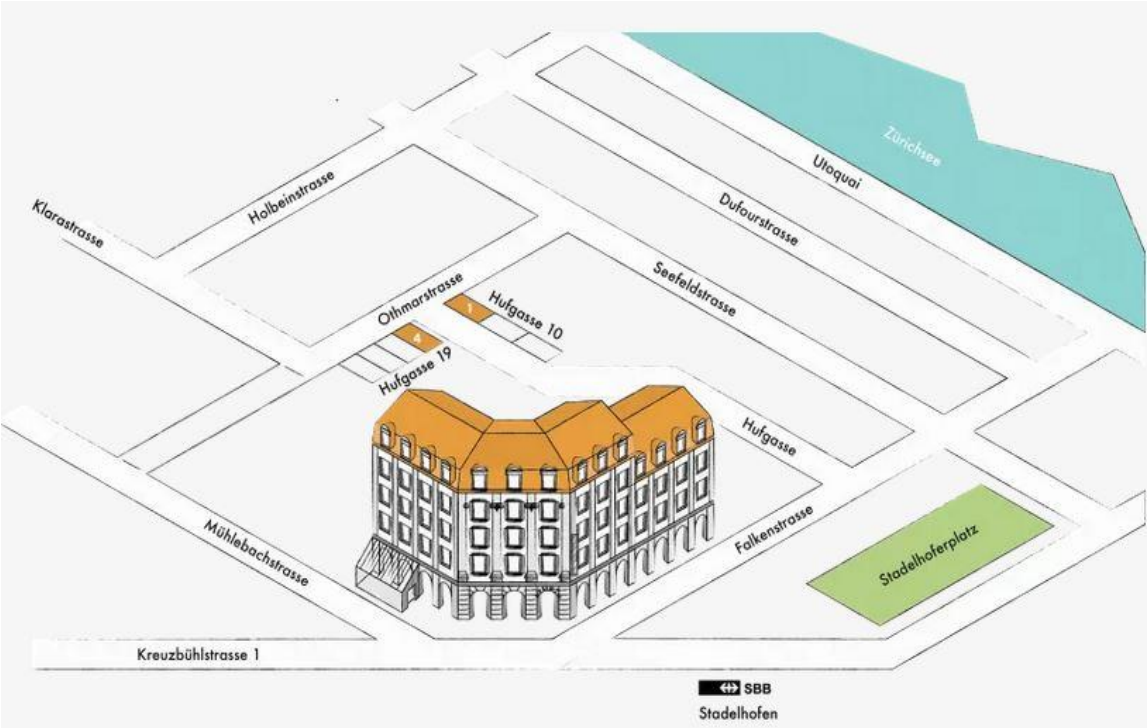 Zürichsee
Utoquai
Holbeinstrasse
Klarastrasse
Dufourstrasse
Seefeldstrasse
Othmarstrasse
1
Hufgasse 10
4
Hufgasse 19
Hufgasse
Falkenstrasse
Stadelhoferplatz
Mühlebachstrasse
Kreuzbühlstrasse 1
SBB
Stadelhofen